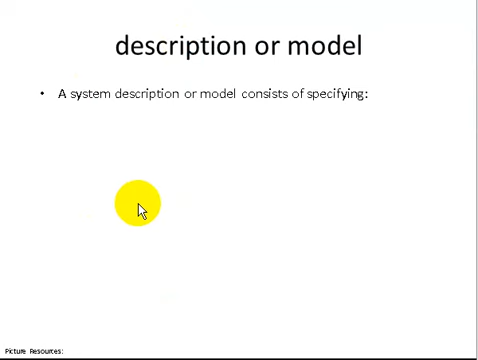 description or model
• A system description or model consists of specifying:
Picture Resources: